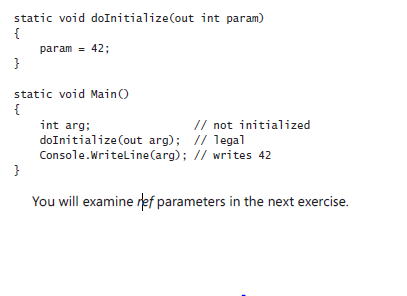 static void doInitialize(out int param)
{
    param = 42;
}
static void Main()
{
    int arg;               // not initialized
    doInitialize(out arg);  // legal
    Console.WriteLine(arg); // writes 42
}
You will examine ref parameters in the next exercise.